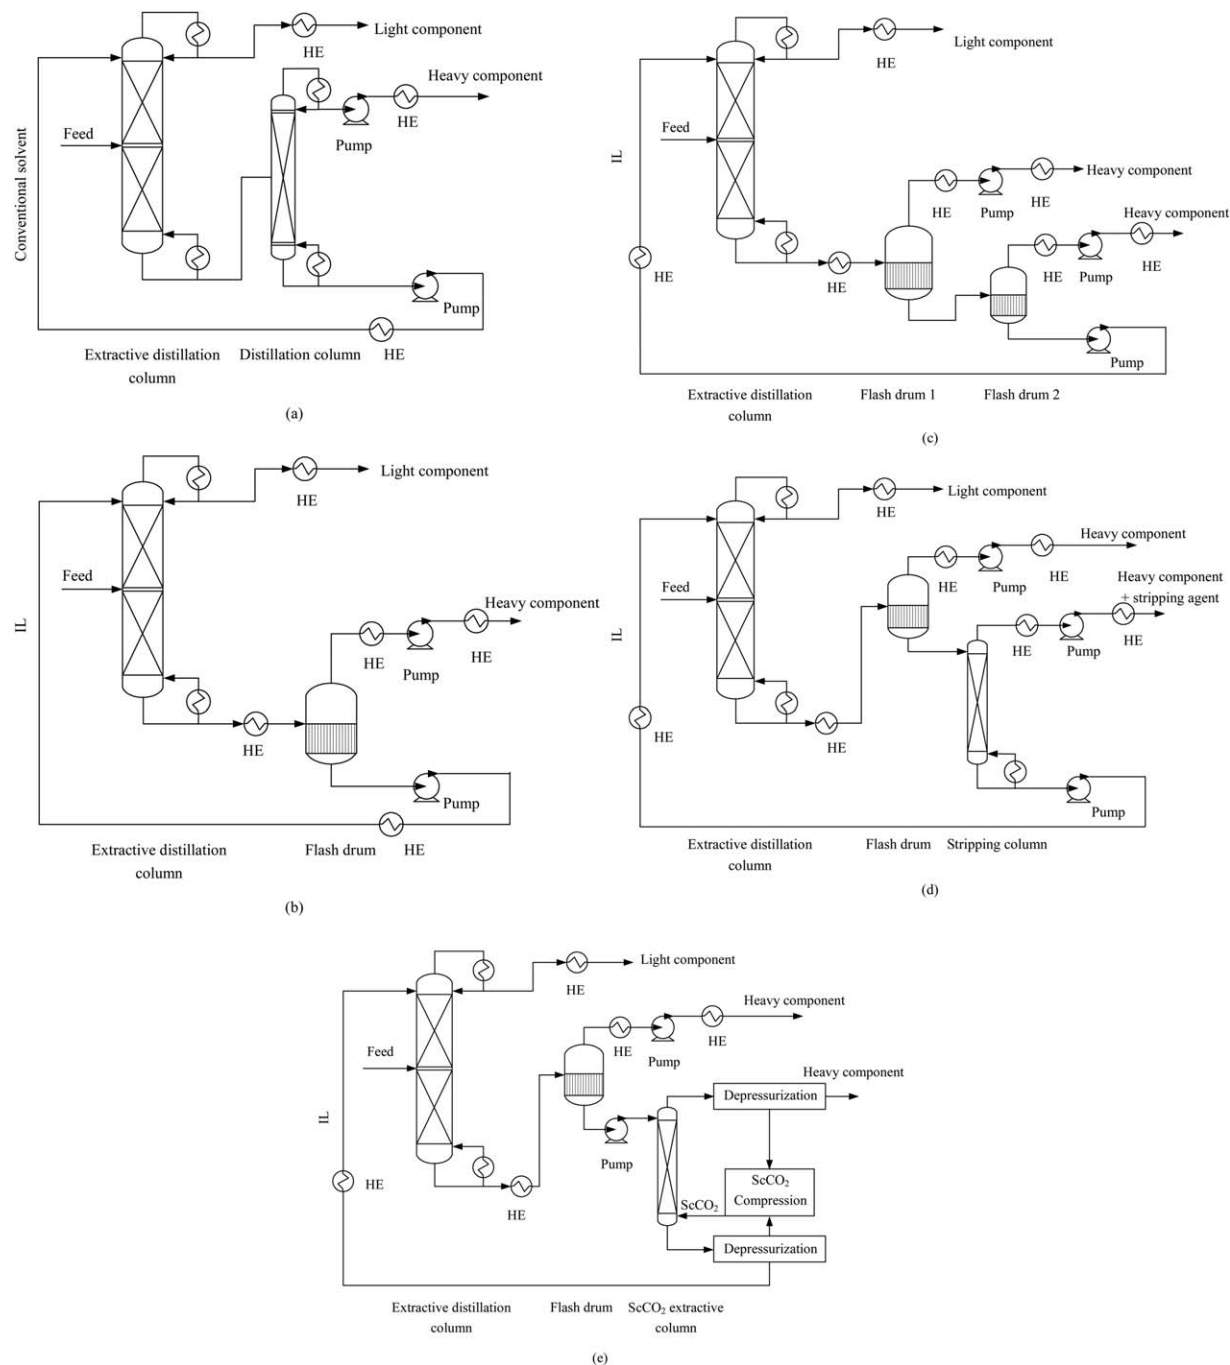 Light component
HE
Heavy component
HE
Pump
Feed
Conventional solvent
Pump
HE
Extractive distillation
column
Distillation column
(a)
Light component
HE
Feed
IL
Heavy component
HE
Pump
HE
HE
Pump
HE
Extractive distillation
column
Flash drum
(b)
Light component
HE
Feed
IL
Heavy component
HE
Pump
HE
Heavy component
HE
Pump
HE
HE
HE
Pump
Extractive distillation
column
Flash drum 1
Flash drum 2
(c)
Light component
HE
Feed
IL
Heavy component
HE
Pump
HE
Heavy component
+ stripping agent
HE
Pump
HE
HE
HE
Pump
Extractive distillation
column
Flash drum
Stripping column
(d)
Light component
HE
Feed
IL
Heavy component
HE
Pump
HE
Heavy component
Depressurization
Pump
HE
HE
ScCO₂
Compression
ScCO₂
Depressurization
Extractive distillation
column
Flash drum
ScCO₂ extractive
column
(e)